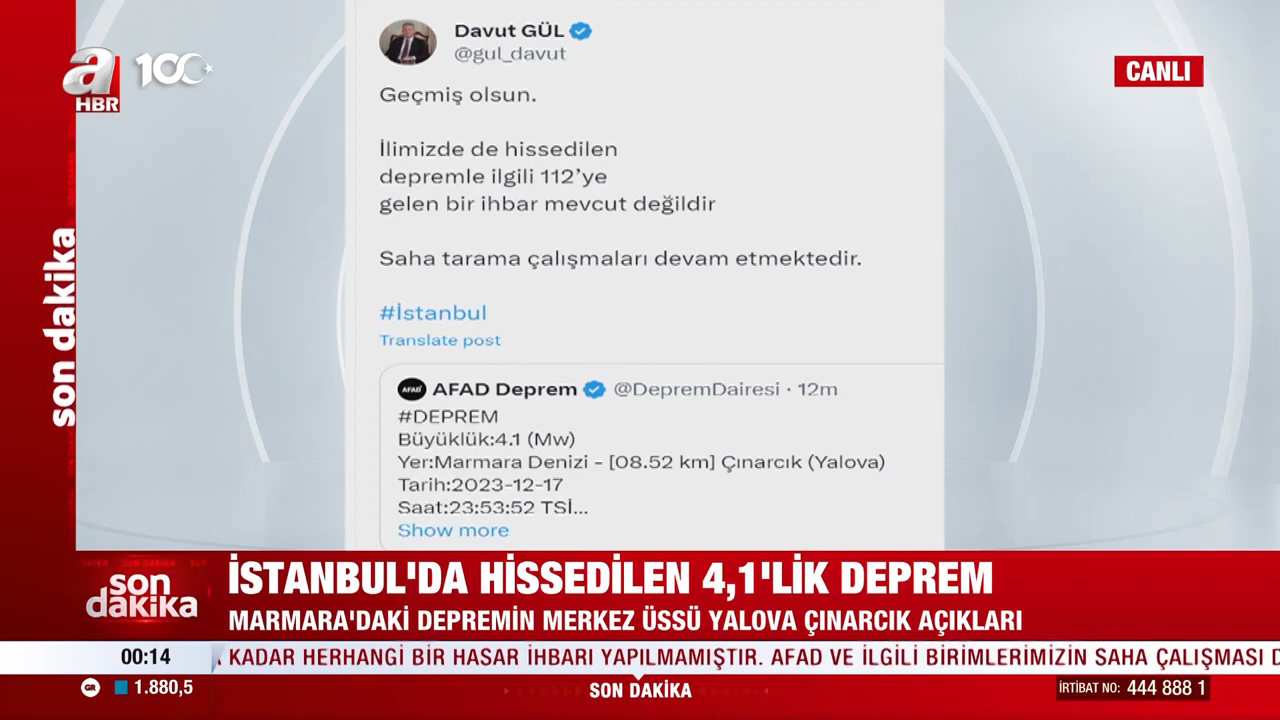 a
HBR
100
CANLI
son dakika
Davut GÜL
@gul_davut
Geçmiş olsun.
İlimizde de hissedilen
depremle ilgili 112'ye
gelen bir ihbar mevcut değildir
Saha tarama çalışmaları devam etmektedir.
#İstanbul
Translate post
AFAD AFAD Deprem @DepremDairesi · 12m
#DEPREM
Büyüklük:4.1 (Mw)
Yer:Marmara Denizi - [08.52 km] Çınarcık (Yalova)
Tarih:2023-12-17
Saat:23:53:52 TSİ...
Show more
son
dakika
İSTANBUL'DA HİSSEDİLEN 4,1'LİK DEPREM
MARMARA'DAKİ DEPREMİN MERKEZ ÜSSÜ YALOVA ÇINARCIK AÇIKLARI
00:14
KADAR HERHANGİ BİR HASAR İHBARI YAPILMAMIŞTIR. AFAD VE İLGİLİ BİRİMLERİMİZİN SAHA ÇALIŞMASI
GR 1.880,5
SON DAKİKA
İRTİBAT NO: 444 888 1